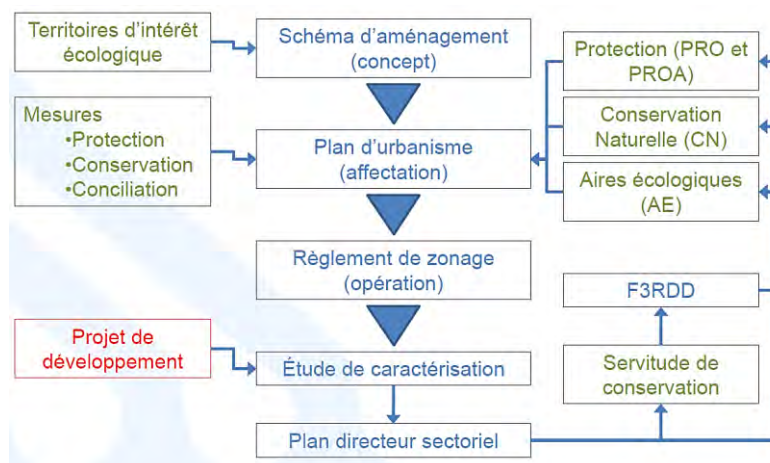 Territoires d'intérêt
écologique
Schéma d'aménagement
(concept)
Protection (PRO et
PROA)
Mesures
•Protection
•Conservation
•Conciliation
Plan d'urbanisme
(affectation)
Conservation
Naturelle (CN)
Aires écologiques
(AE)
Règlement de zonage
(opération)
F3RDD
Projet de
développement
Étude de caractérisation
Servitude de
conservation
Plan directeur sectoriel